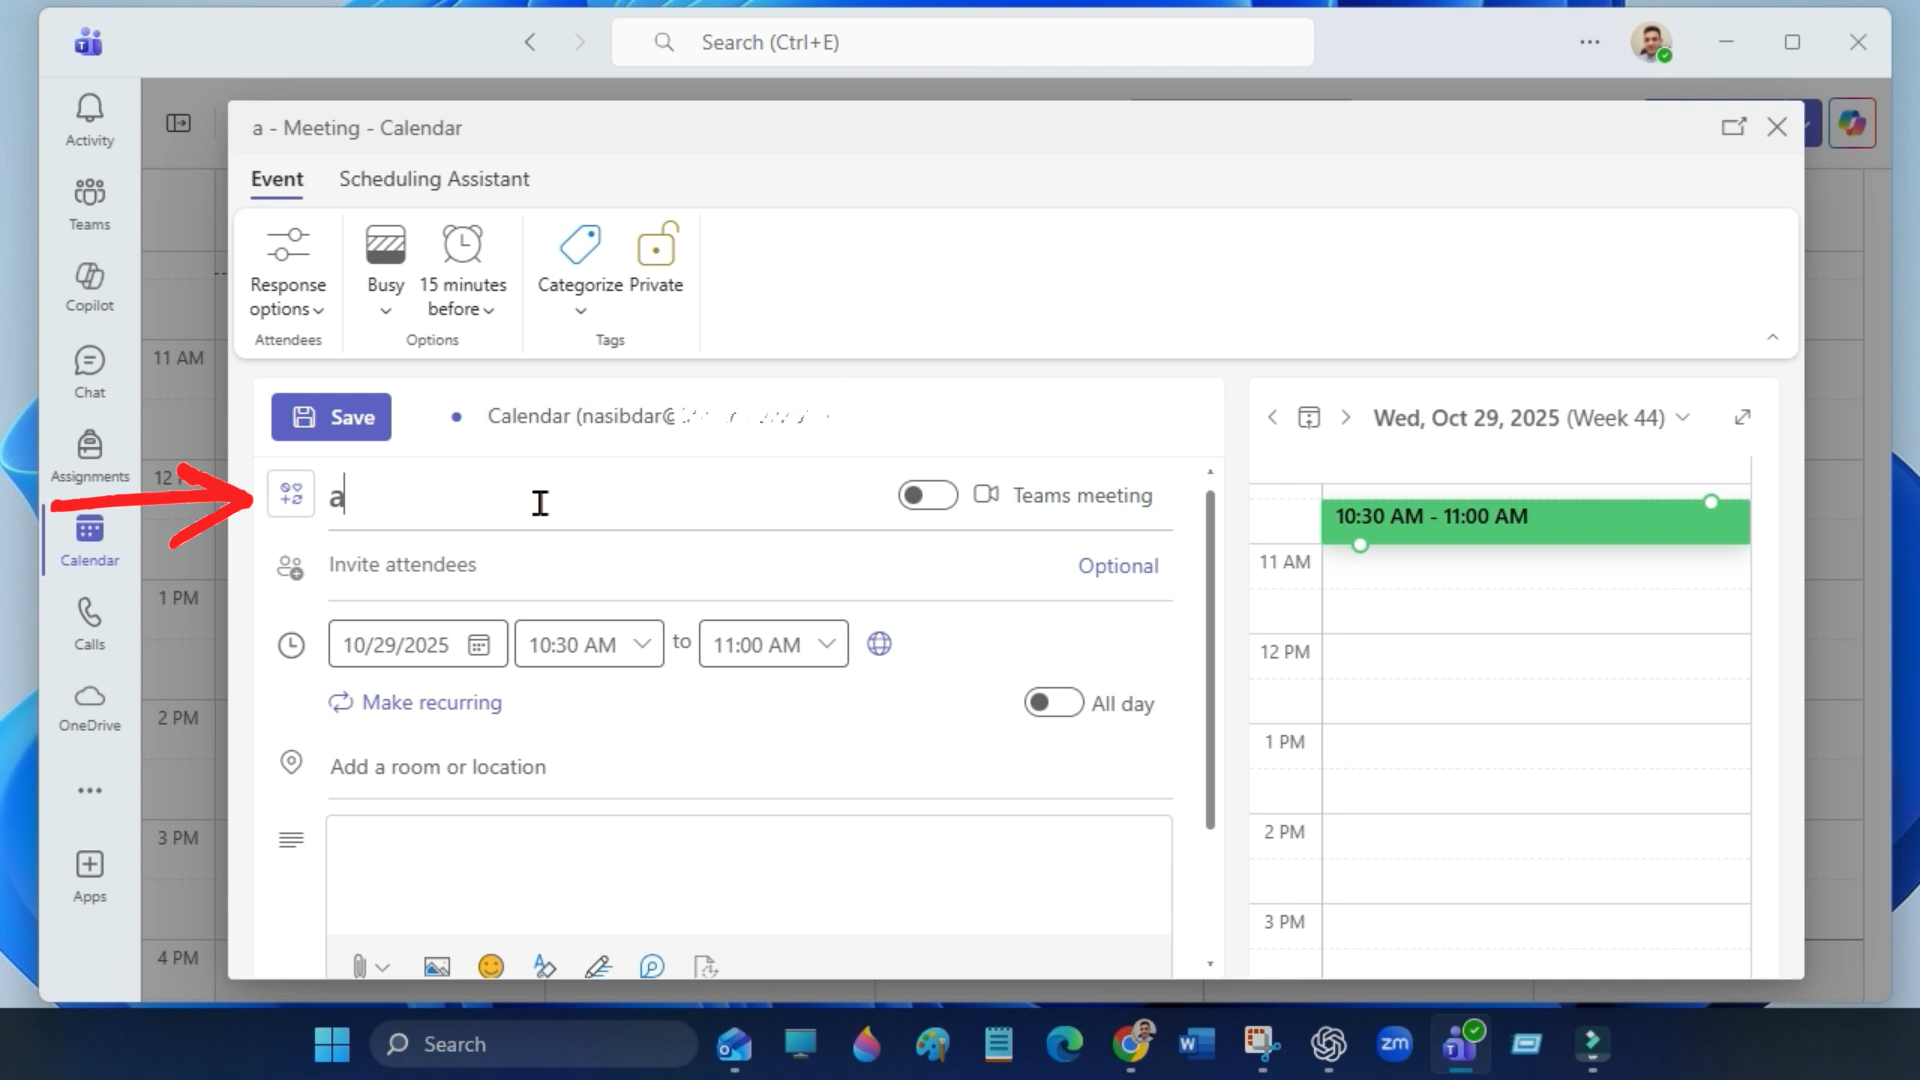 Search (Ctrl+E)
Activity
Teams
Copilot
Chat
Assignments
Calendar
Calls
OneDrive
Apps
11 AM
12 P
1 PM
2 PM
3 PM
4 PM
a - Meeting - Calendar
Event Scheduling Assistant
Response options
Attendees
Busy
15 minutes before
Options
Categorize
Private
Tags
Save
Calendar (nasibdar@
a
Teams meeting
Invite attendees
Optional
10/29/2025
10:30 AM
to
11:00 AM
Make recurring
All day
Add a room or location
Wed, Oct 29, 2025 (Week 44)
10:30 AM - 11:00 AM
11 AM
12 PM
1 PM
2 PM
3 PM
Search
zm